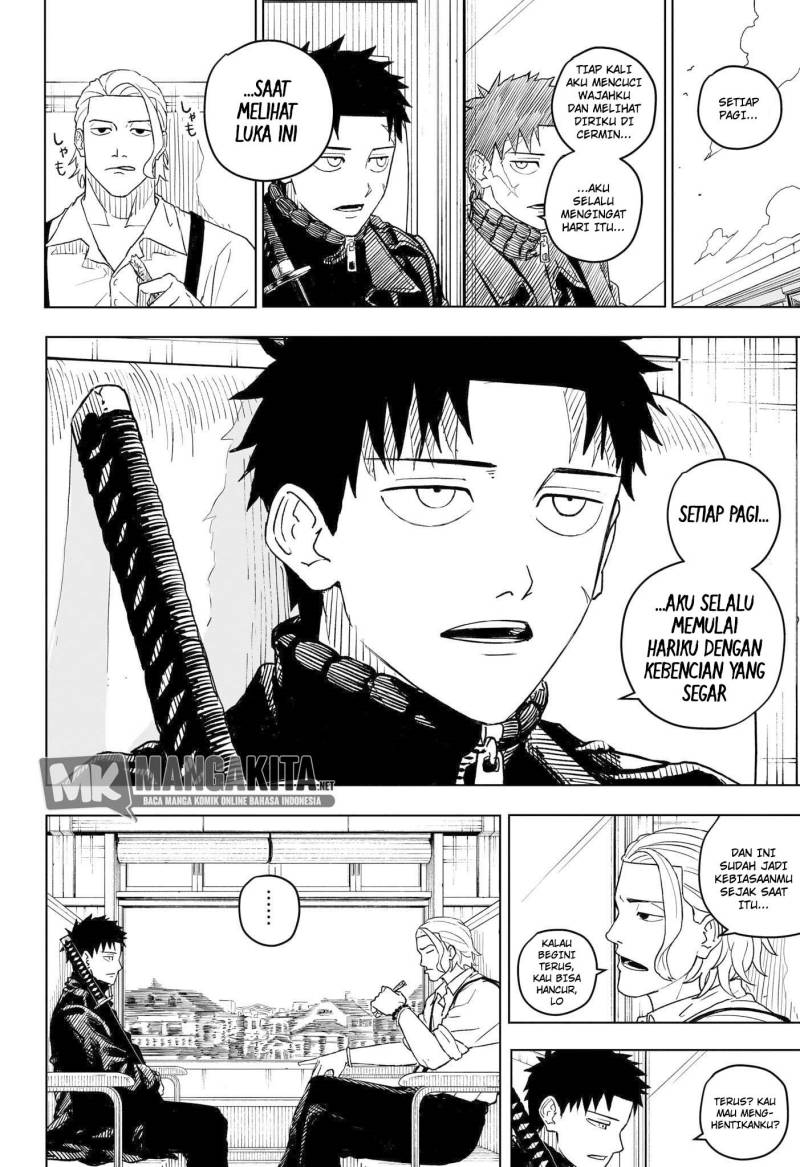 SETIAP
PAGI...
TIAP KALI
AKU MENCUCI
WAJAHKU
DAN MELIHAT
DIRIKU DI
CERMIN...
...AKU
SELALU
MENGINGAT
HARI ITU...
...SAAT
MELIHAT
LUKA INI
しゃも
しゃも
SETIAP PAGI...
...AKU SELALU
MEMULAI
HARIKU DENGAN
KEBENCIAN YANG
SEGAR
MK MANGAKITA.NET
BACA MANGA KOMIK ONLINE BAHASA INDONESIA
DAN INI
SUDAH JADI
KEBIASAANMU
SEJAK SAAT
ITU...
KALAU
BEGINI
TERUS,
KAU BISA
HANCUR,
LO
......
TERUS? KAU
MAU MENG-
HENTIKANKU?